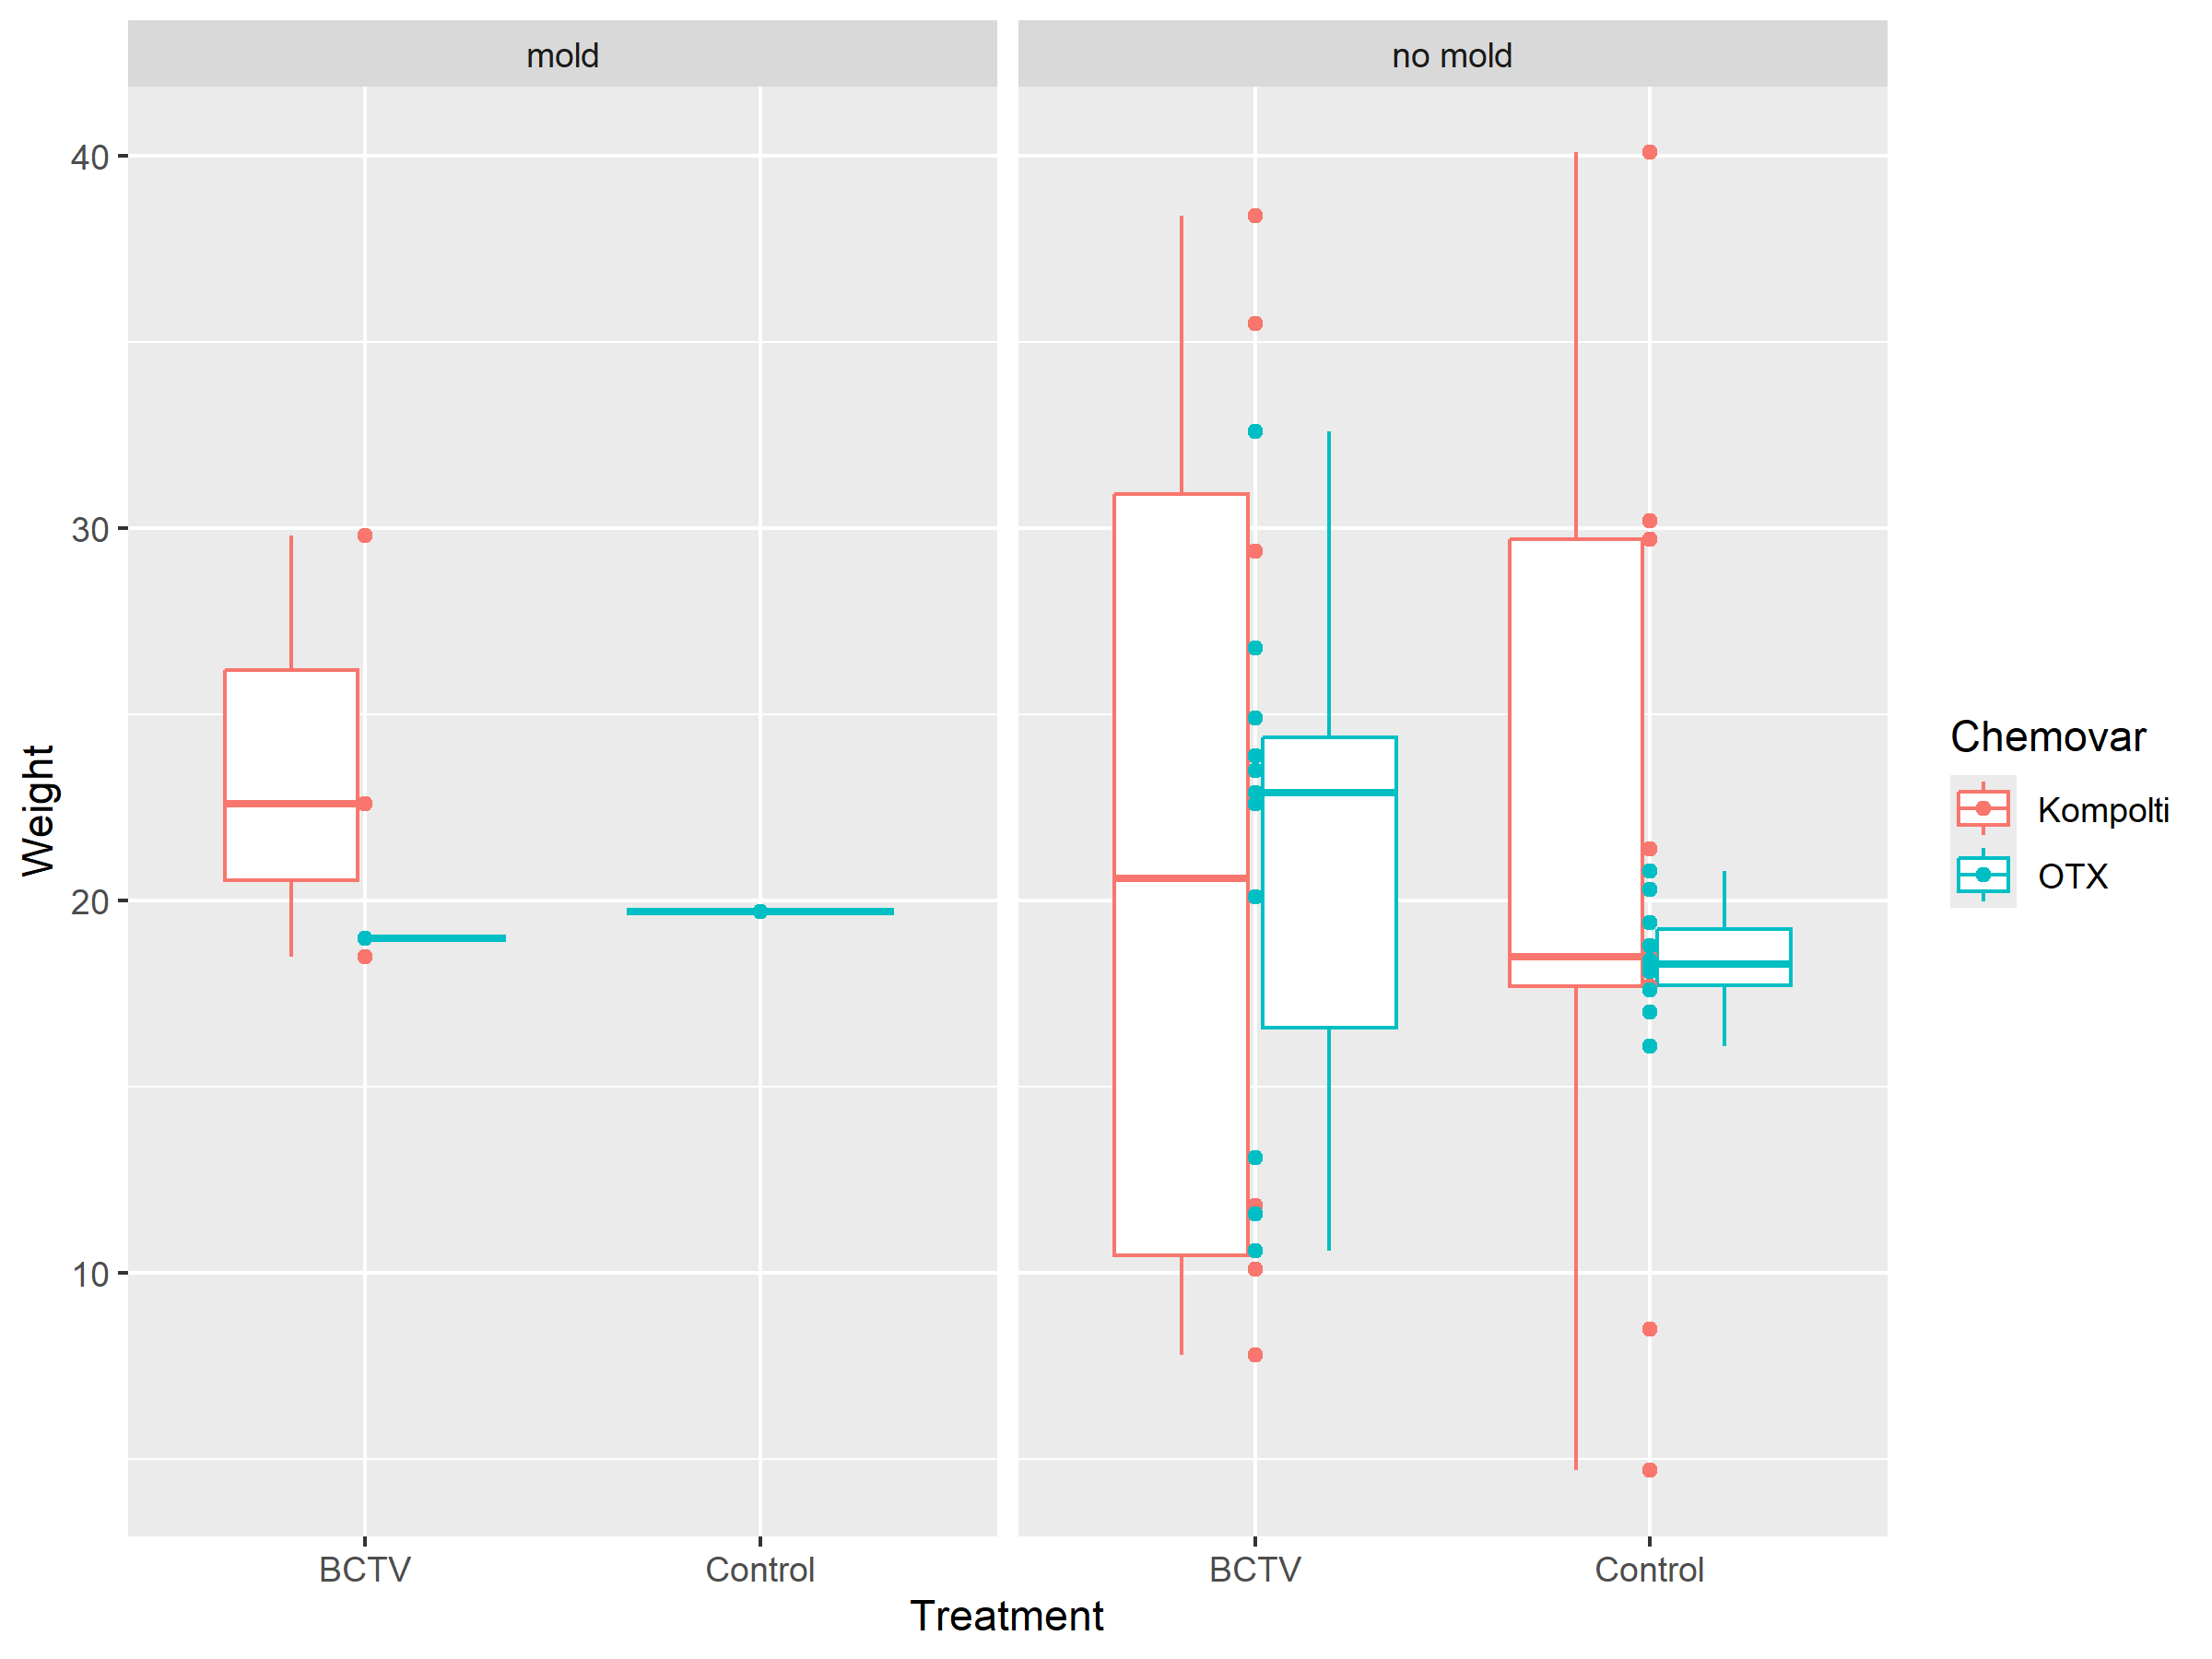 mold
no mold
40
30
20
10
Weight
BCTV
Control
BCTV
Control
Treatment
Chemovar
Kompolti
OTX